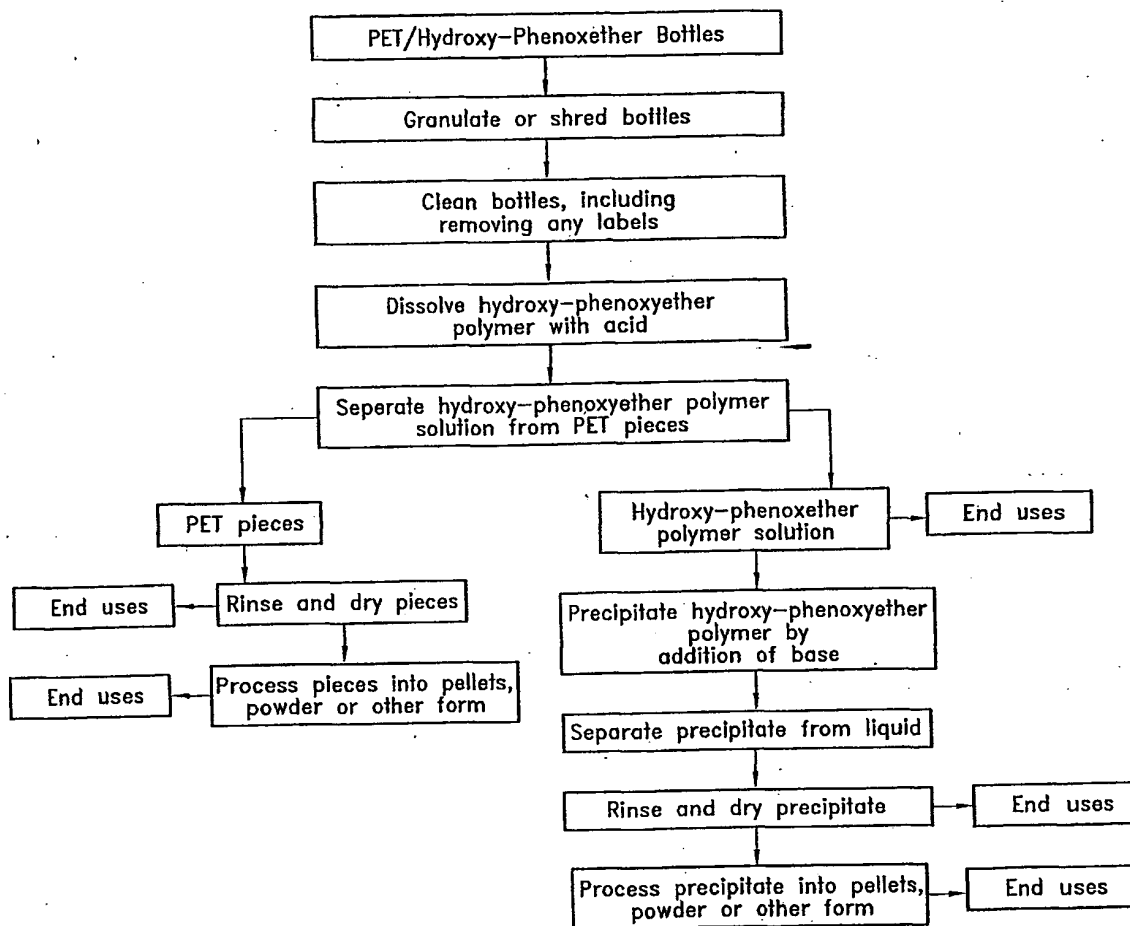 PET/Hydroxy-Phenoxether Bottles
Granulate or shred bottles
Clean bottles, including
removing any labels
Dissolve hydroxy-phenoxyether
polymer with acid
Seperate hydroxy-phenoxyether polymer
solution from PET pieces
PET pieces
End uses
Rinse and dry pieces
End uses
Process pieces into pellets,
powder or other form
Hydroxy-phenoxether
polymer solution
End uses
Precipitate hydroxy-phenoxyether
polymer by
addition of base
Separate precipitate from liquid
Rinse and dry precipitate
End uses
Process precipitate into pellets,
powder or other form
End uses